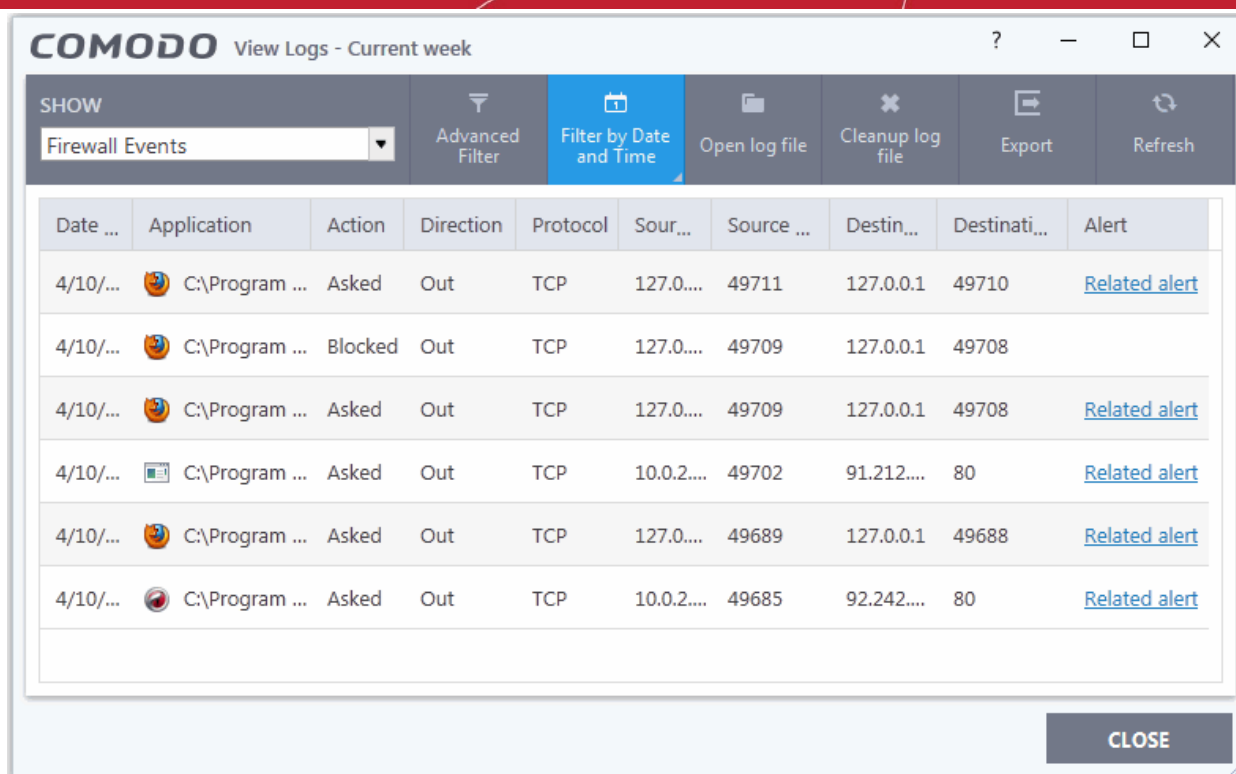 COMODO View Logs - Current week
?
SHOW
Firewall Events
Advanced
Filter
Filter by Date
and Time
Open log file
Cleanup log
file
Export
Refresh
Date ... Application Action Direction Protocol Sour... Source ... Destin... Destinati... Alert
4/10/... C:\Program ... Asked Out TCP 127.0.... 49711 127.0.0.1 49710 Related alert
4/10/... C:\Program ... Blocked Out TCP 127.0.... 49709 127.0.0.1 49708
4/10/... C:\Program ... Asked Out TCP 127.0.... 49709 127.0.0.1 49708 Related alert
4/10/... C:\Program ... Asked Out TCP 10.0.2.... 49702 91.212.... 80 Related alert
4/10/... C:\Program ... Asked Out TCP 127.0.... 49689 127.0.0.1 49688 Related alert
4/10/... C:\Program ... Asked Out TCP 10.0.2.... 49685 92.242.... 80 Related alert
CLOSE